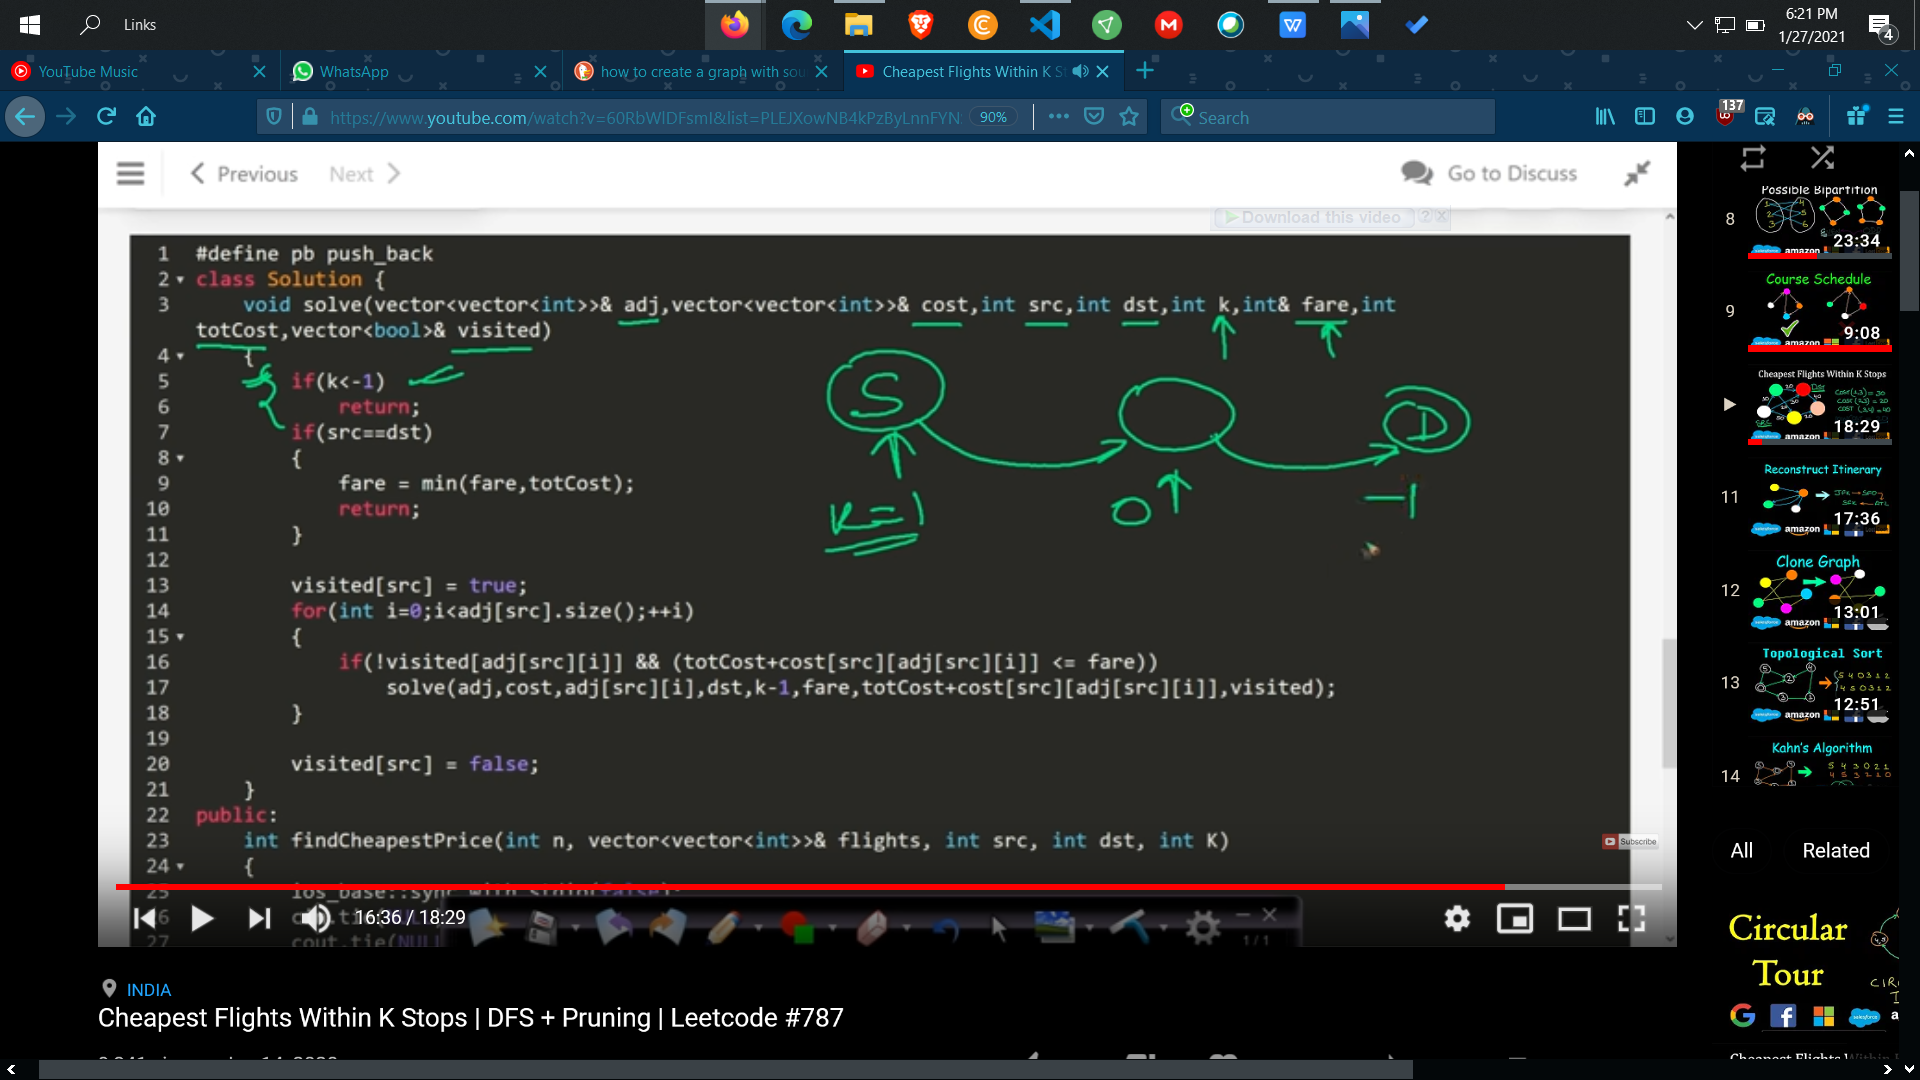 Links
6:21 PM
1/27/2021
4
YouTube Music
WhatsApp
how to create a graph with sou
Cheapest Flights Within K St
https://www.youtube.com/watch?v=60RbWlDFsmI&list=PLEJXowNB4kPzByLnnFYN
90%
Search
137
Previous
Next
Go to Discuss
Download this video
1 #define pb push_back
2 class Solution {
3 void solve(vector<vector<int>>& adj,vector<vector<int>>& cost,int src,int dst,int k,int& fare,int
totCost,vector<bool>& visited)
4 {
5 if(k<-1)
6 return;
7 if(src==dst)
8 {
9 fare = min(fare,totCost);
10 return;
11 }
12
13 visited[src] = true;
14 for(int i=0;i<adj[src].size();++i)
15 {
16 if(!visited[adj[src][i]] && (totCost+cost[src][adj[src][i]] <= fare))
17 solve(adj,cost,adj[src][i],dst,k-1,fare,totCost+cost[src][adj[src][i]],visited);
18 }
19
20 visited[src] = false;
21 }
22 public:
23 int findCheapestPrice(int n, vector<vector<int>>& flights, int src, int dst, int K)
24 {
25 ios_base::sync_with_stdio(false);
26
27 cout.tie(NULL
S
D
K=1
0
-1
Subscribe
16:36 / 18:29
1/1
8
Possible Bipartition
23:34
9
Course Schedule
9:08
Cheapest Flights Within K Stops
18:29
11
Reconstruct Itinerary
17:36
12
Clone Graph
13:01
13
Topological Sort
12:51
14
Kahn's Algorithm
All
Related
Circular
Tour
INDIA
Cheapest Flights Within K Stops | DFS + Pruning | Leetcode #787